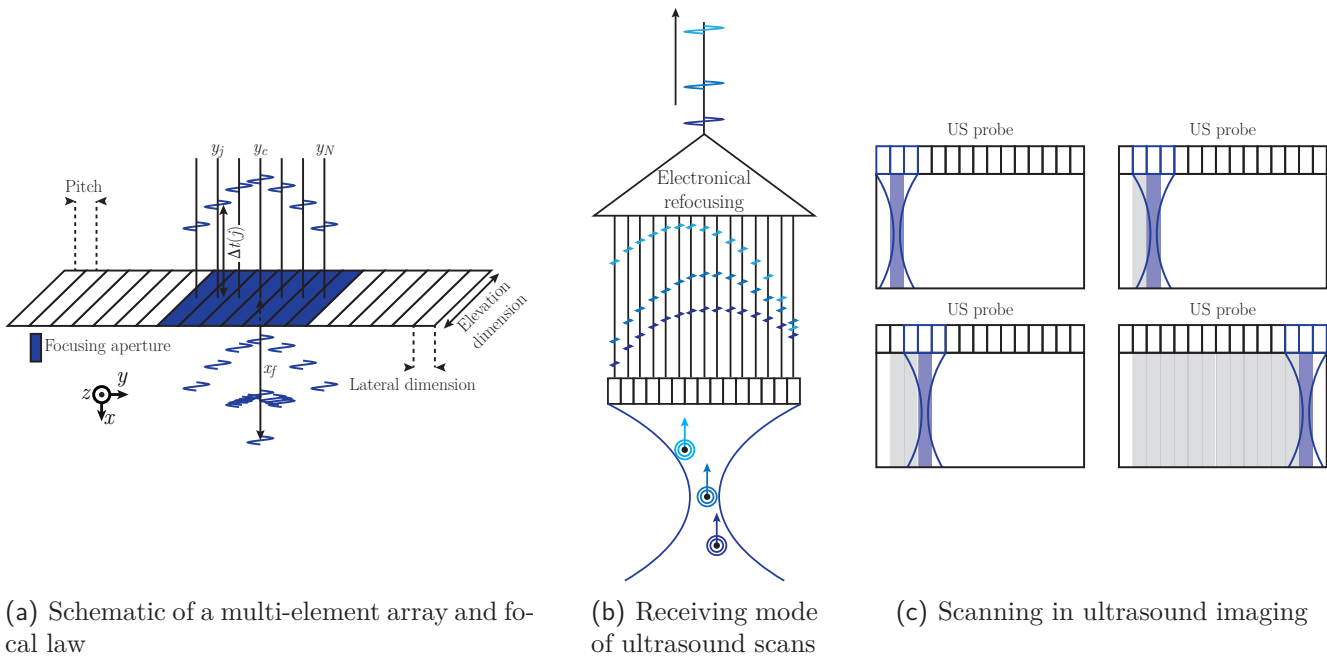 y_j
y_c
y_N
Pitch
Δt(j)
Elevation
dimension
Focusing aperture
x_f
Lateral dimension
z
y
x
(a) Schematic of a multi-element array and fo-
cal law
Electronical
refocusing
(b) Receiving mode
of ultrasound scans
US probe
US probe
US probe
US probe
(c) Scanning in ultrasound imaging